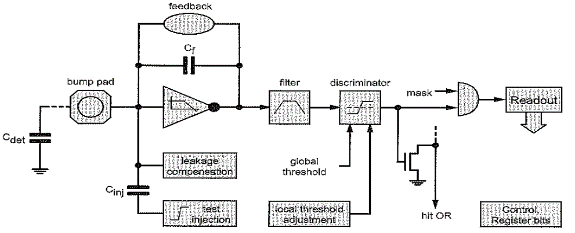 feedback
Cf
bump pad
filter
discriminator
mask
Readout
Cdet
leakage
compensation
global
threshold
Cinj
test
injection
local threshold
adjustment
hit OR
Control,
Register bits